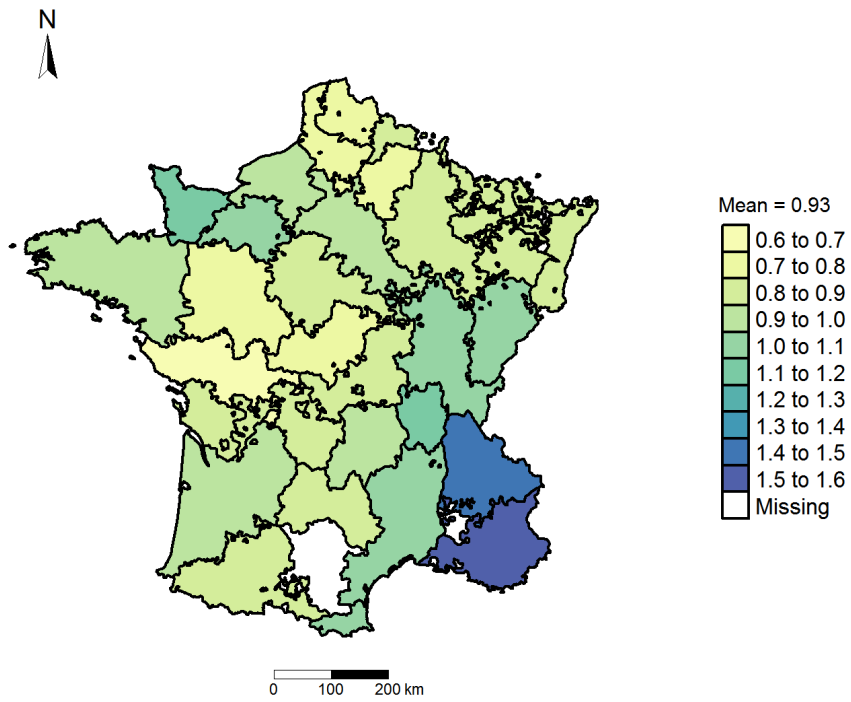 N
Mean = 0.93
0.6 to 0.7
0.7 to 0.8
0.8 to 0.9
0.9 to 1.0
1.0 to 1.1
1.1 to 1.2
1.2 to 1.3
1.3 to 1.4
1.4 to 1.5
1.5 to 1.6
Missing
0 100 200 km